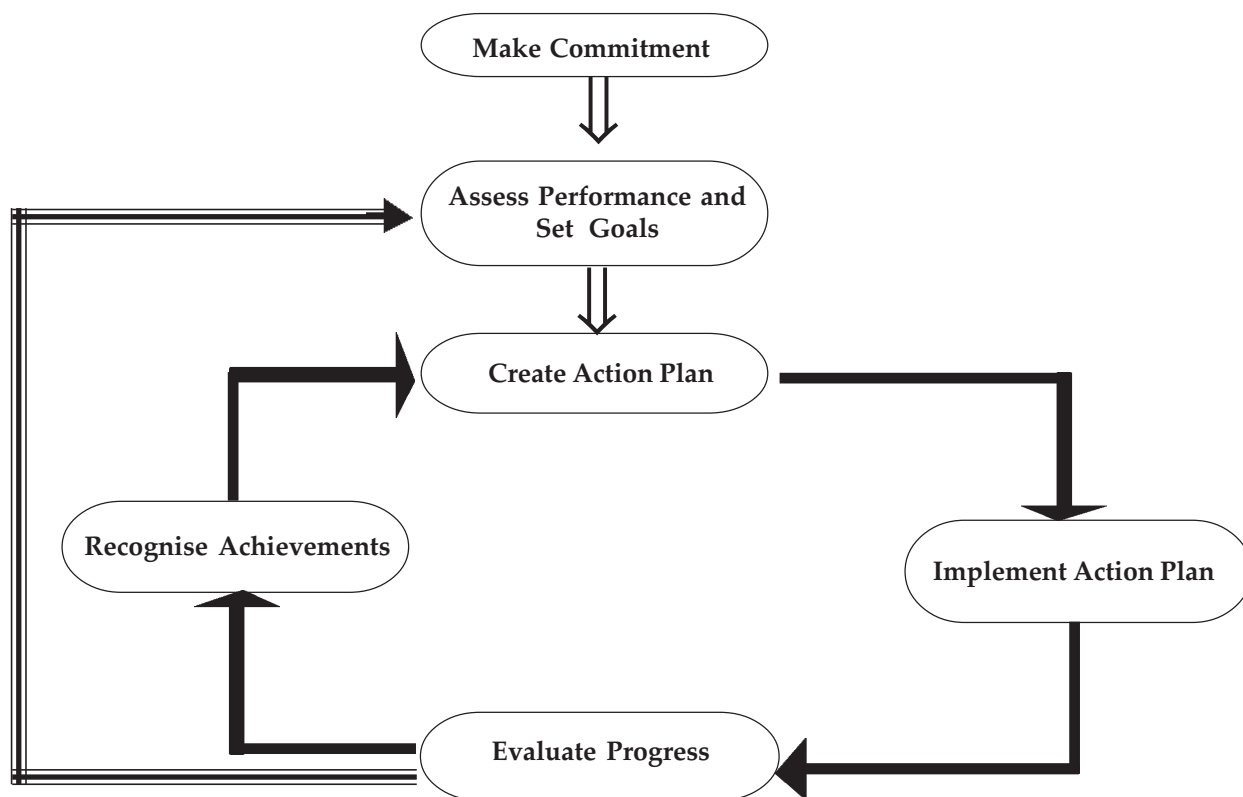 Make Commitment
Assess Performance and
Set Goals
Create Action Plan
Recognise Achievements
Implement Action Plan
Evaluate Progress